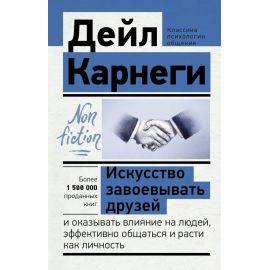 Дейл
Карнеги
Классика
психологии
общения
Non
fiction
Более
1 500 000
проданных
книг
Искусство
завоевывать
друзей
и оказывать влияние на людей,
эффективно общаться и расти
как личность